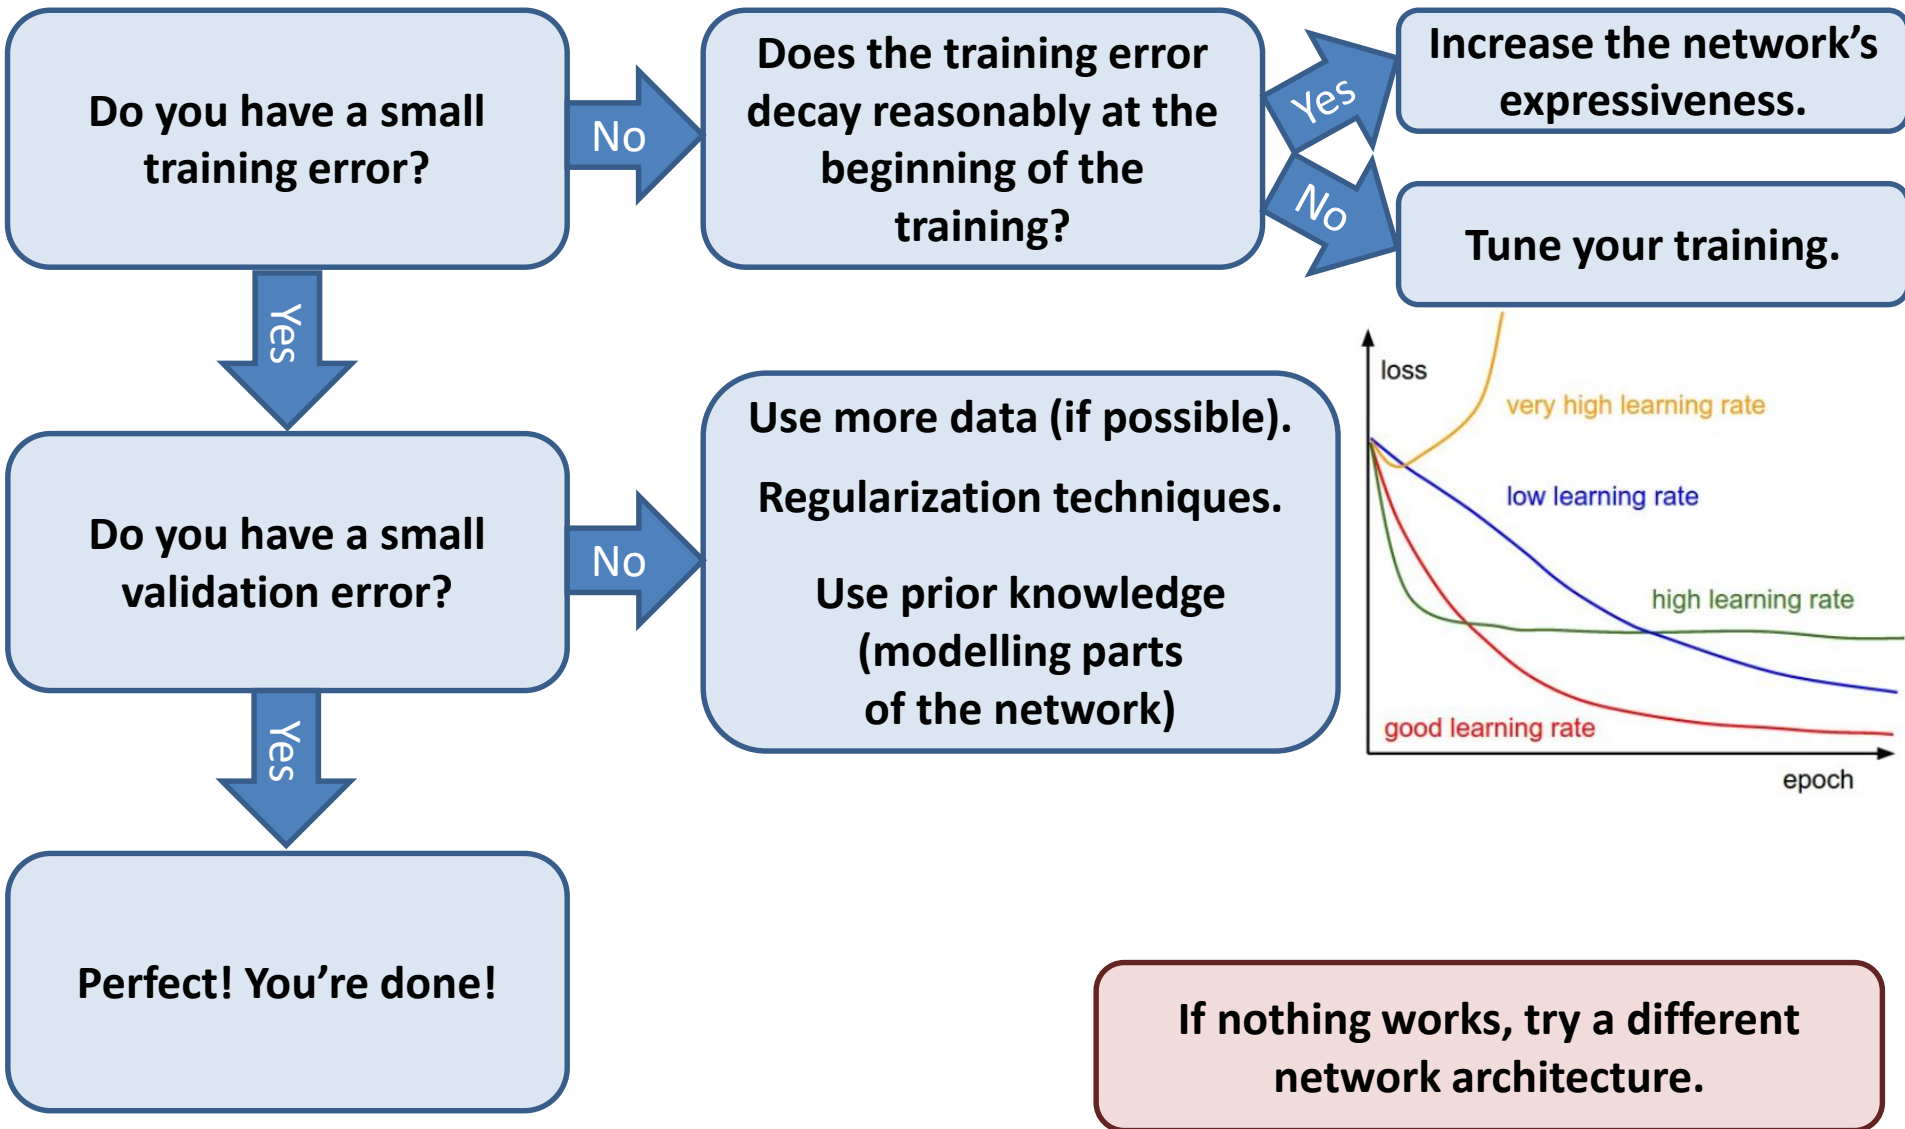 Do you have a small
training error?
No
Does the training error
decay reasonably at the
beginning of the
training?
Yes
Increase the network’s
expressiveness.
No
Tune your training.
Yes
Do you have a small
validation error?
No
Use more data (if possible).
Regularization techniques.
Use prior knowledge
(modelling parts
of the network)
loss
very high learning rate
low learning rate
high learning rate
good learning rate
epoch
Yes
Perfect! You’re done!
If nothing works, try a different
network architecture.